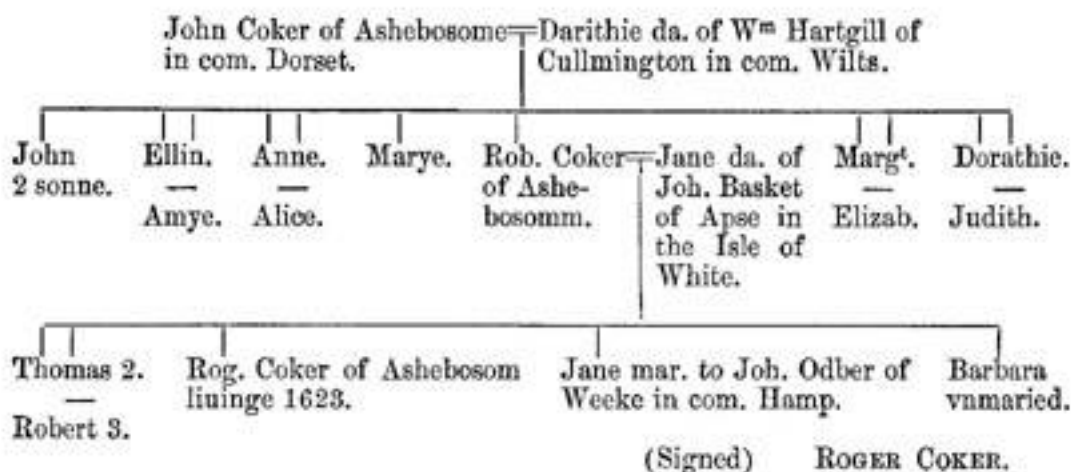 John Coker of Ashebosome Darithie da. of Wᵐ Hartgill of
in com. Dorset. Cullmington in com. Wilts.
John Ellin. Anne. Marye. Rob. Coker Jane da. of Margᵗ. Dorathie.
2 sonne. — — of Ashe- Joh. Basket — —
Amye. Alice. bosomm. of Apse in Elizab. Judith.
the Isle of
White.
Thomas 2. Rog. Coker of Ashebosom Jane mar. to Joh. Odber of Barbara
— liuinge 1623. Weeke in com. Hamp. vnmaried.
Robert 3.
(Signed) ROGER COKER.